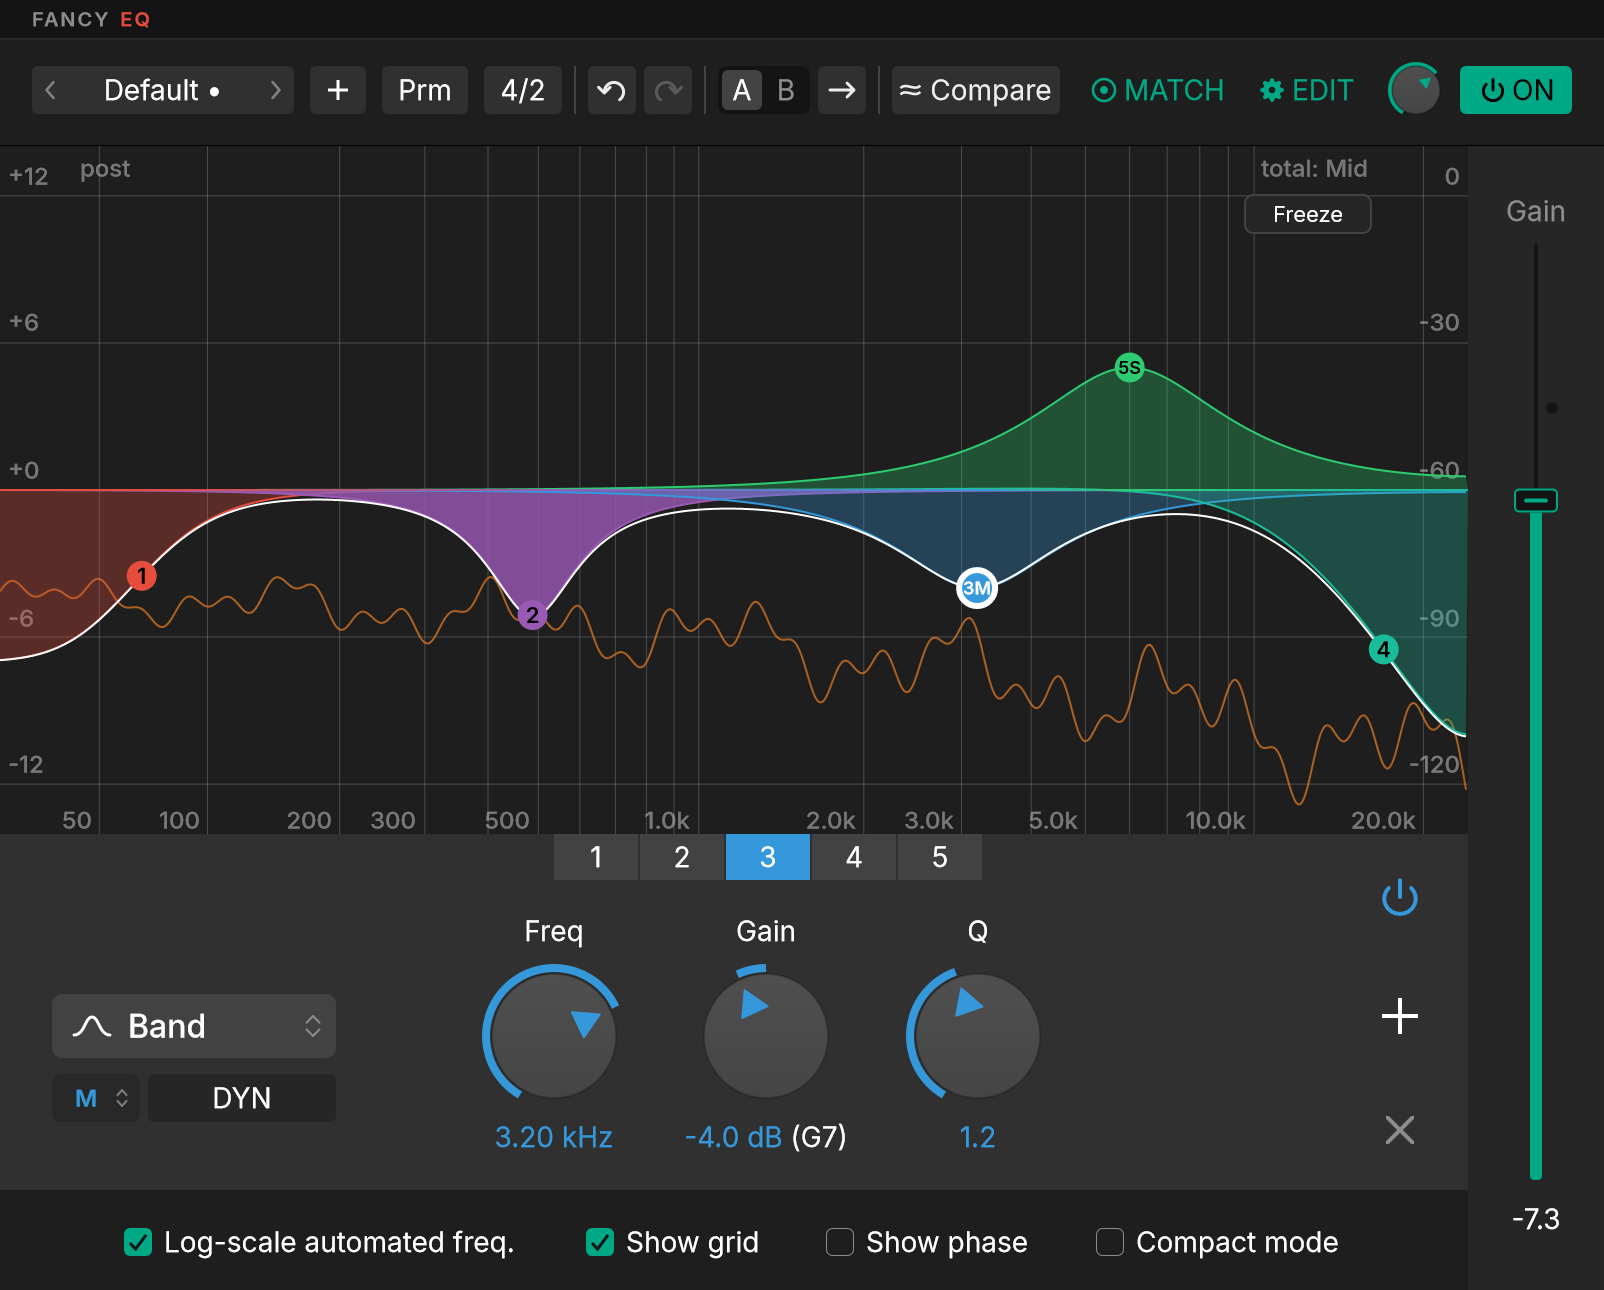 FANCY EQ
Default •
+
Prm
4/2
A B
≈ Compare
MATCH
EDIT
ON
+12 post total: Mid 0
Freeze
Gain
+6 -30
5S
+0 -60
1
3M
2
-6 -90
4
-12 -120
50 100 200 300 500 1.0k 2.0k 3.0k 5.0k 10.0k 20.0k
1 2 3 4 5
Freq Gain Q
Band
M DYN
3.20 kHz -4.0 dB (G7) 1.2
-7.3
Log-scale automated freq. Show grid Show phase Compact mode